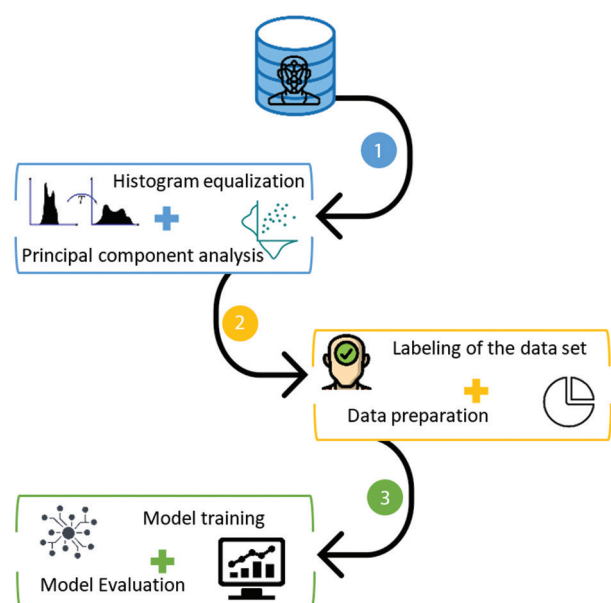 1
Histogram equalization
T
Principal component analysis
2
Labeling of the data set
Data preparation
3
Model training
Model Evaluation